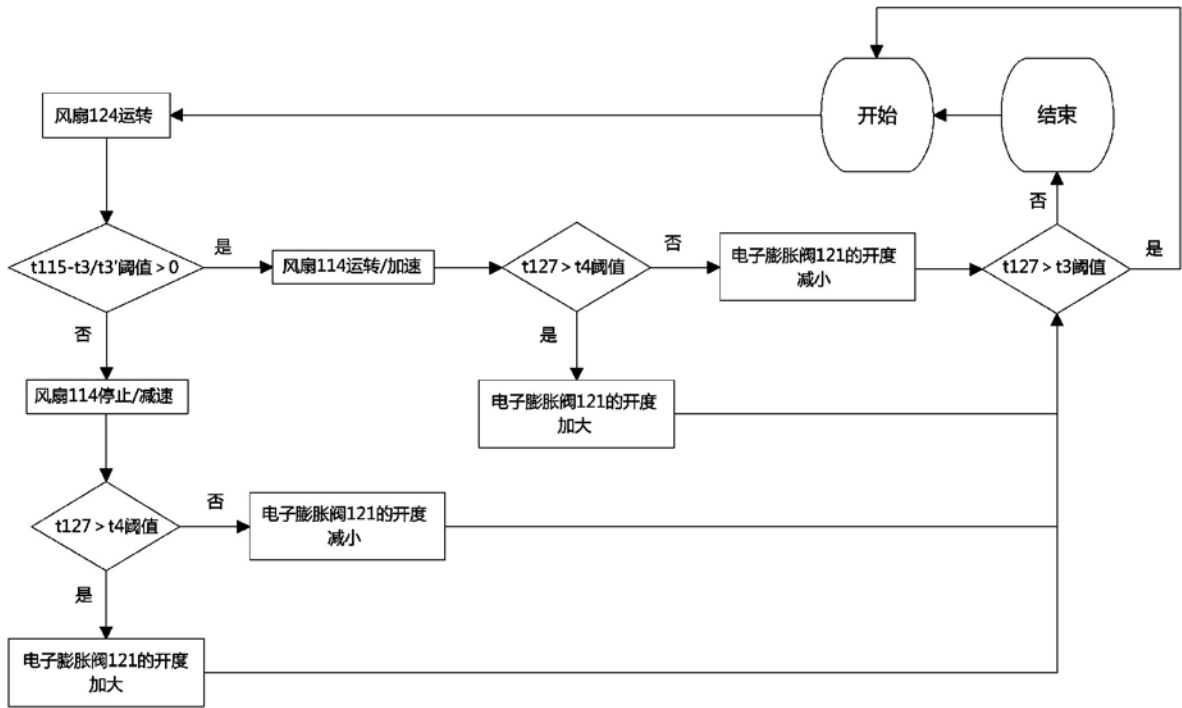 开始
结束
风扇124运转
否
是
t115-t3/t3'阈值>0
是
风扇114运转/加速
t127>t4阈值
否
电子膨胀阀121的开度
减小
t127>t3阈值
否
是
风扇114停止/减速
电子膨胀阀121的开度
加大
t127>t4阈值
否
电子膨胀阀121的开度
减小
是
电子膨胀阀121的开度
加大